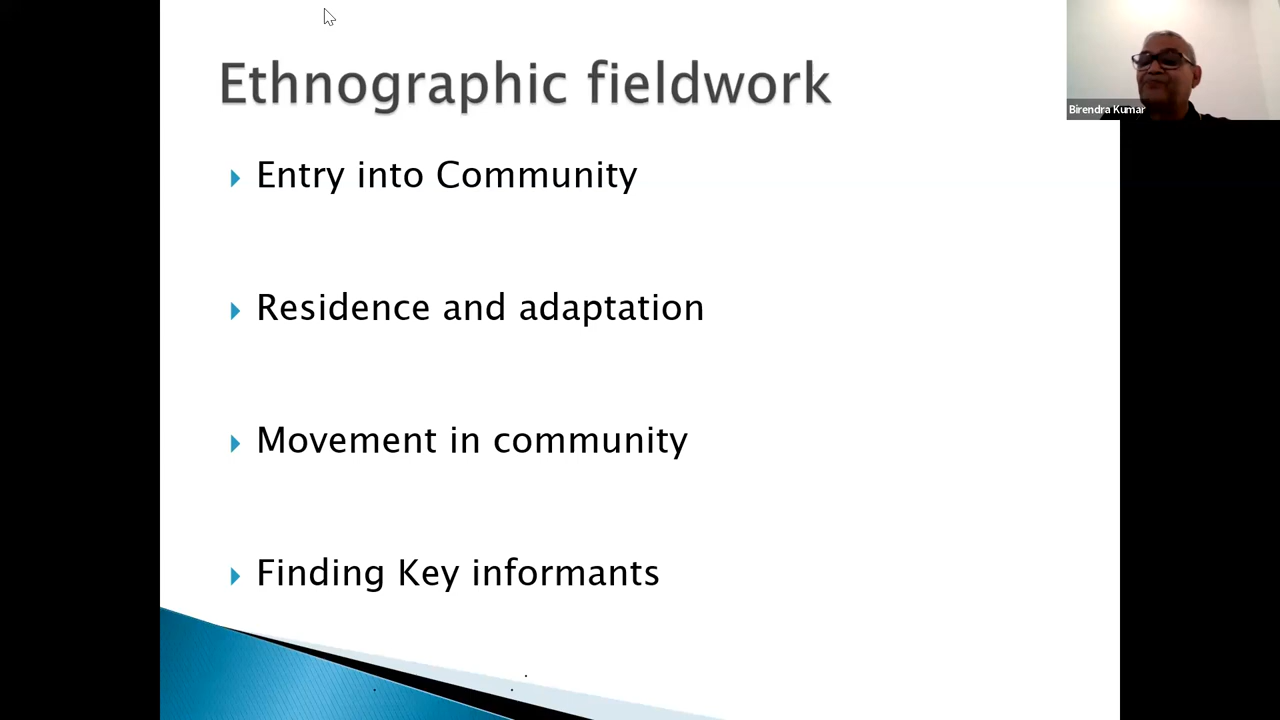 Ethnographic fieldwork
Birendra Kumar
Entry into Community
Residence and adaptation
Movement in community
Finding Key informants